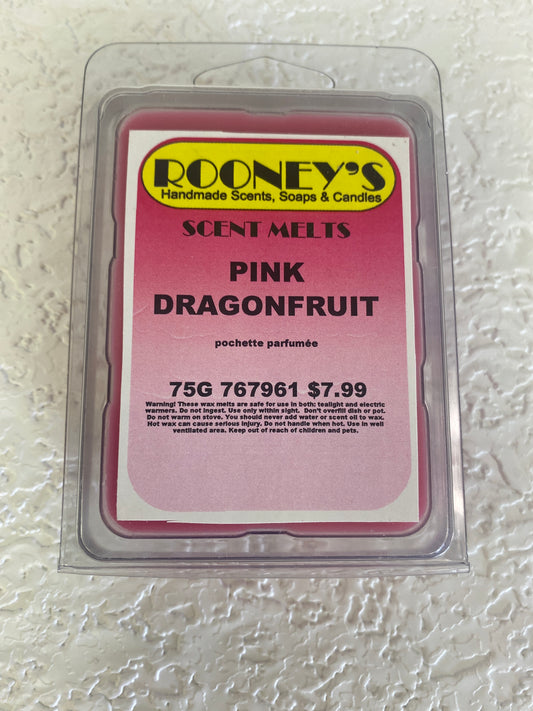 ROONEY'S
Handmade Scents, Soaps & Candles
SCENT MELTS
PINK
DRAGONFRUIT
pochette parfumée
75G 767961 $7.99
Warning! These wax melts are safe for use in both: tealight and electric
warmers. Do not ingest. Use only within sight. Don't overfill dish or pot.
Do not warm on stove. You should never add water or scent oil to wax.
Hot wax can cause serious injury. Do not handle when hot. Use in well
ventilated area. Keep out of reach of children and pets.